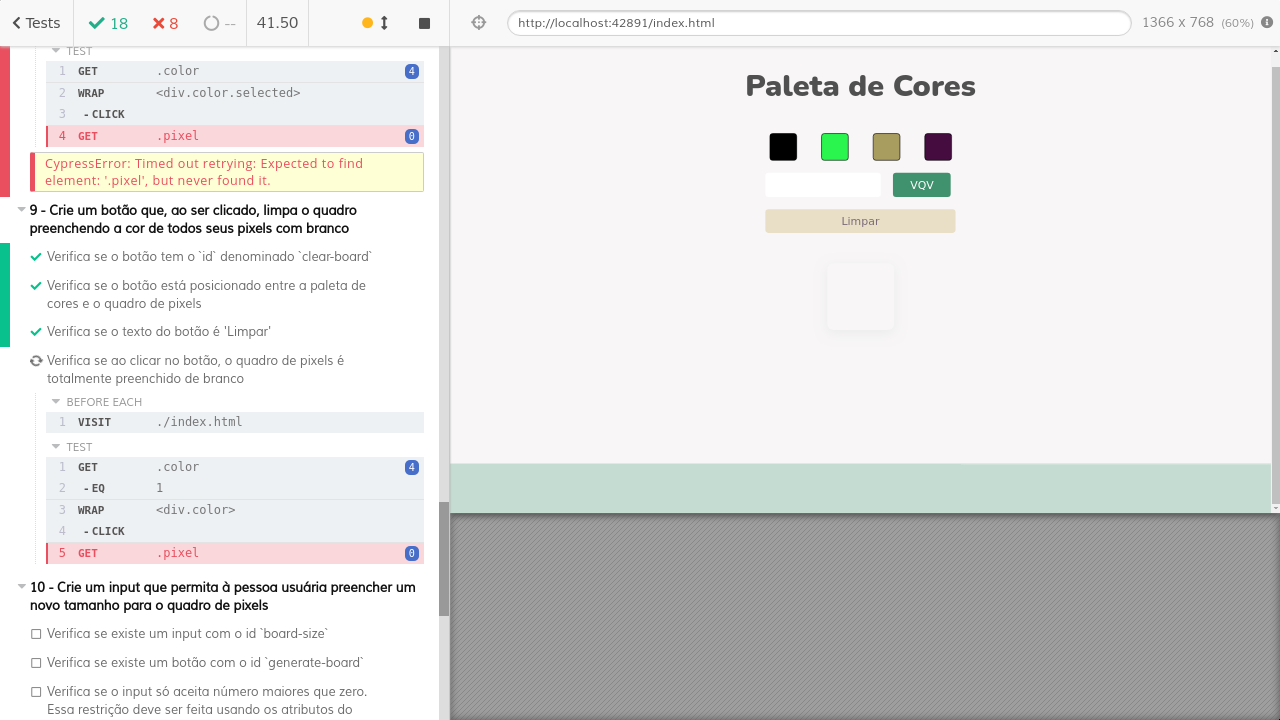 Tests
18
8
--
41.50
http://localhost:42891/index.html
1366 x 768 (60%)
TEST
1 GET .color 4
2 WRAP <div.color.selected>
3 - CLICK
4 GET .pixel 0
CypressError: Timed out retrying: Expected to find
element: '.pixel', but never found it.
9 - Crie um botão que, ao ser clicado, limpa o quadro
preenchendo a cor de todos seus pixels com branco
Verifica se o botão tem o `id` denominado `clear-board`
Verifica se o botão está posicionado entre a paleta de
cores e o quadro de pixels
Verifica se o texto do botão é 'Limpar'
Verifica se ao clicar no botão, o quadro de pixels é
totalmente preenchido de branco
BEFORE EACH
1 VISIT ./index.html
TEST
1 GET .color 4
2 - EQ 1
3 WRAP <div.color>
4 - CLICK
5 GET .pixel 0
10 - Crie um input que permita à pessoa usuária preencher um
novo tamanho para o quadro de pixels
Verifica se existe um input com o id `board-size`
Verifica se existe um botão com o id `generate-board`
Verifica se o input só aceita número maiores que zero.
Essa restrição deve ser feita usando os atributos do
Paleta de Cores
VQV
Limpar